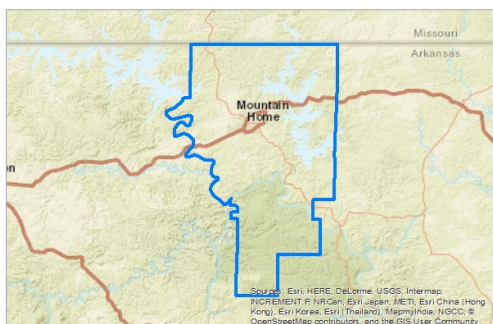 Missouri
Arkansas
Mountain
Home
on
Sources: Esri, HERE, DeLorme, USGS, Intermap,
INCREMENT P, NRCan, Esri Japan, METI, Esri China (Hong
Kong), Esri Korea, Esri (Thailand), MapmyIndia, NGCC, ©
OpenStreetMap contributors, and the GIS User Community